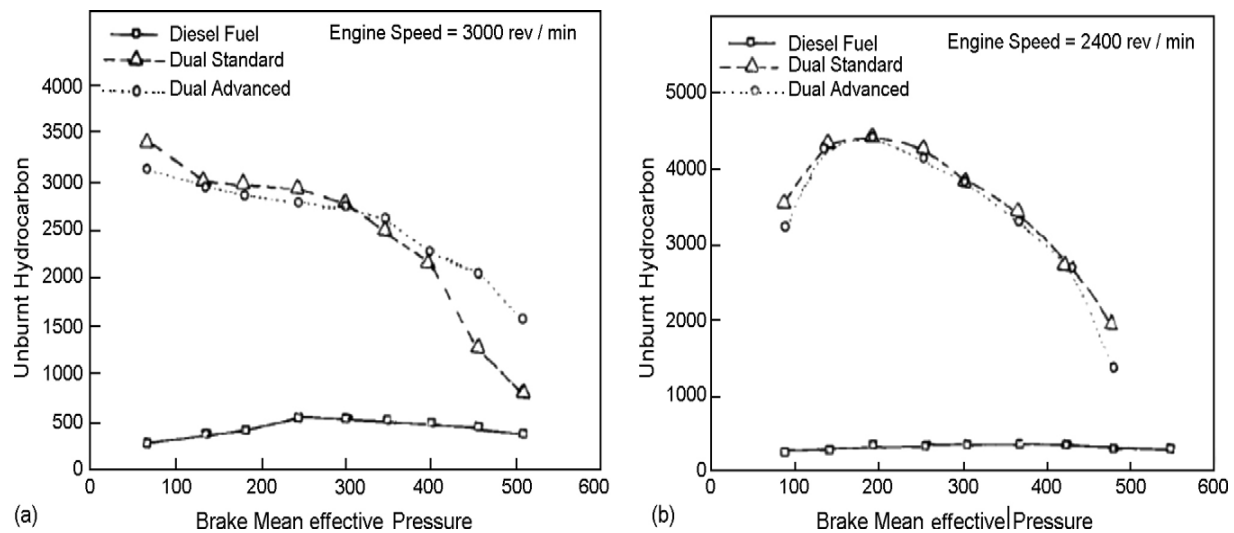 Diesel Fuel
Dual Standard
Dual Advanced
Engine Speed = 3000 rev / min
Unburnt Hydrocarbon
4000
3500
3000
2500
2000
1500
1000
500
0
0 100 200 300 400 500 600
Brake Mean effective Pressure
(a)
Diesel Fuel
Dual Standard
Dual Advanced
Engine Speed = 2400 rev / min
Unburnt Hydrocarbon
5000
4000
3000
2000
1000
0
0 100 200 300 400 500 600
Brake Mean effective Pressure
(b)